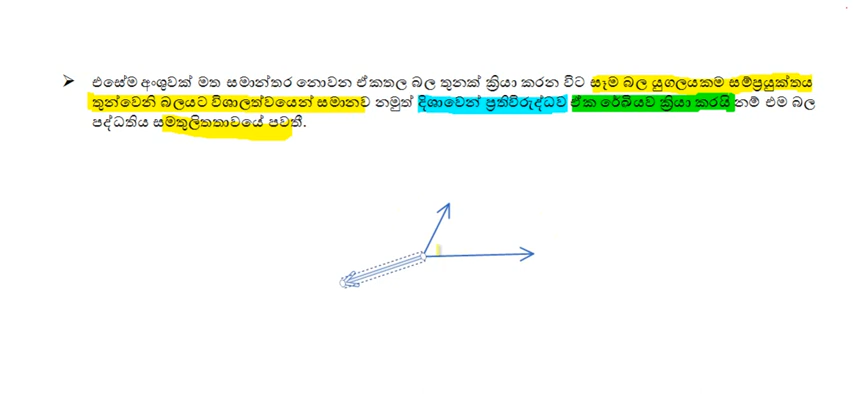 ➤ එසේම අංශුවක් මත සමාන්තර නොවන ඒකතල බල තුනක් ක්‍රියා කරන විට සෑම බල යුගලයකම සම්ප්‍රයුක්තය
තුන්වෙනි බලයට විශාලත්වයෙන් සමානව නමුත් දිශාවෙන් ප්‍රතිවිරුද්ධව ඒක රේඛියව ක්‍රියා කරයි නම් එම බල
පද්ධතිය සමතුලිතතාවයේ පවතී.